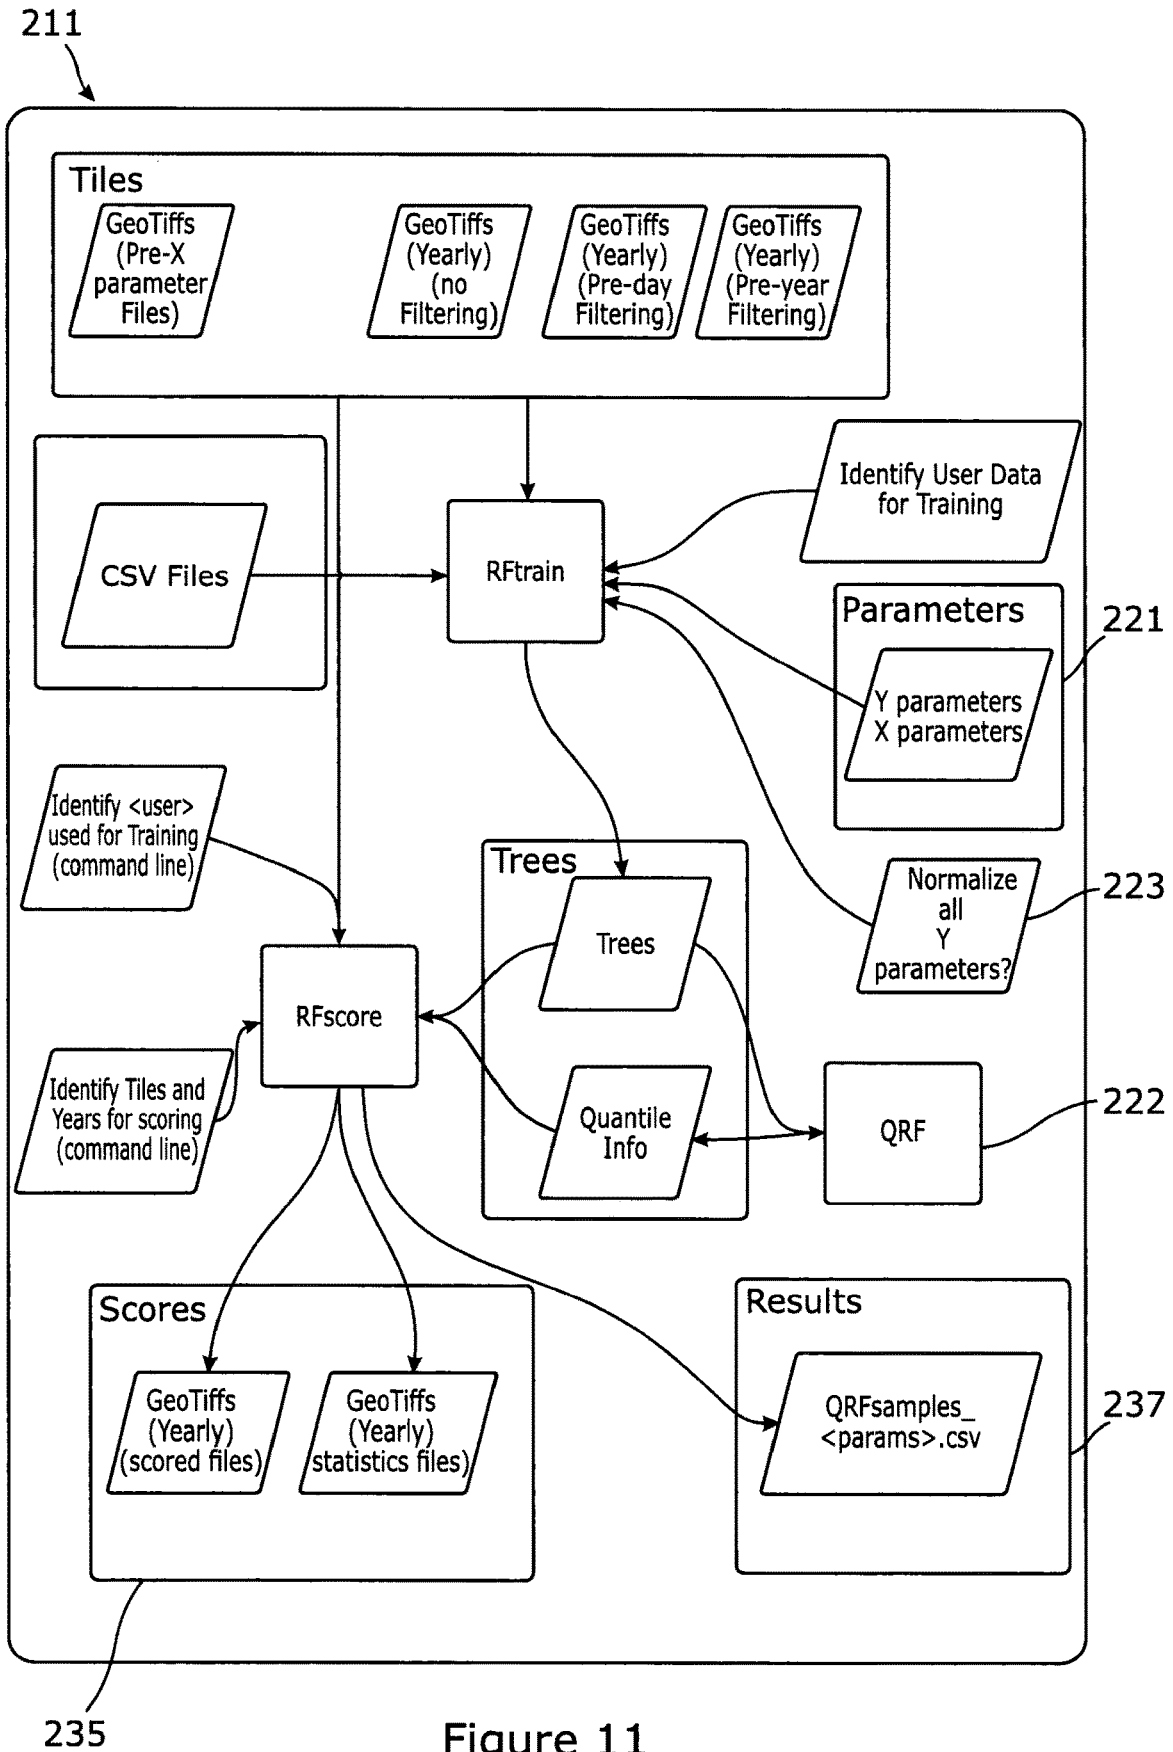 211
Tiles
GeoTiffs
(Pre-X
parameter
Files)
GeoTiffs
(Yearly)
(no
Filtering)
GeoTiffs
(Yearly)
(Pre-day
Filtering)
GeoTiffs
(Yearly)
(Pre-year
Filtering)
CSV Files
RFtrain
Identify User Data
for Training
Parameters
221
Y parameters
X parameters
Identify <user>
used for Training
(command line)
Trees
Trees
Normalize
all
Y
parameters?
223
RFscore
Identify Tiles and
Years for scoring
(command line)
Quantile
Info
QRF
222
Scores
GeoTiffs
(Yearly)
(scored files)
GeoTiffs
(Yearly)
statistics files)
Results
QRFsamples_
<params>.csv
237
235
Figure 11